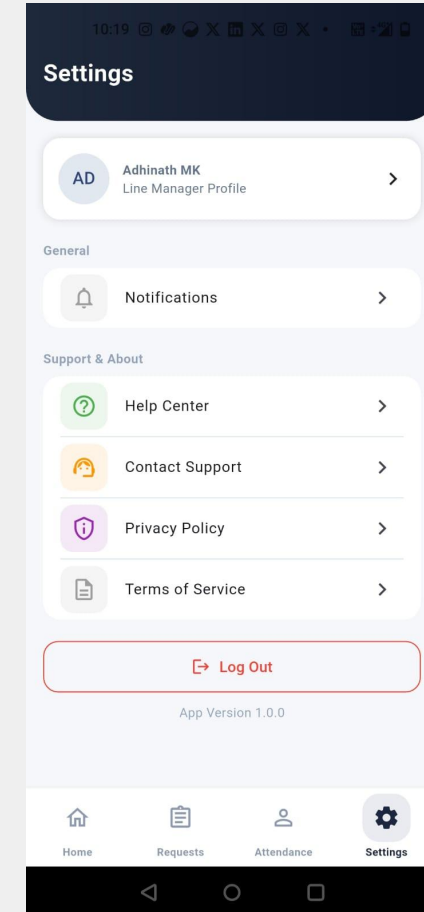 10:19
Settings
AD
Adhinath MK
Line Manager Profile
General
Notifications
Support & About
Help Center
Contact Support
Privacy Policy
Terms of Service
Log Out
App Version 1.0.0
Home
Requests
Attendance
Settings